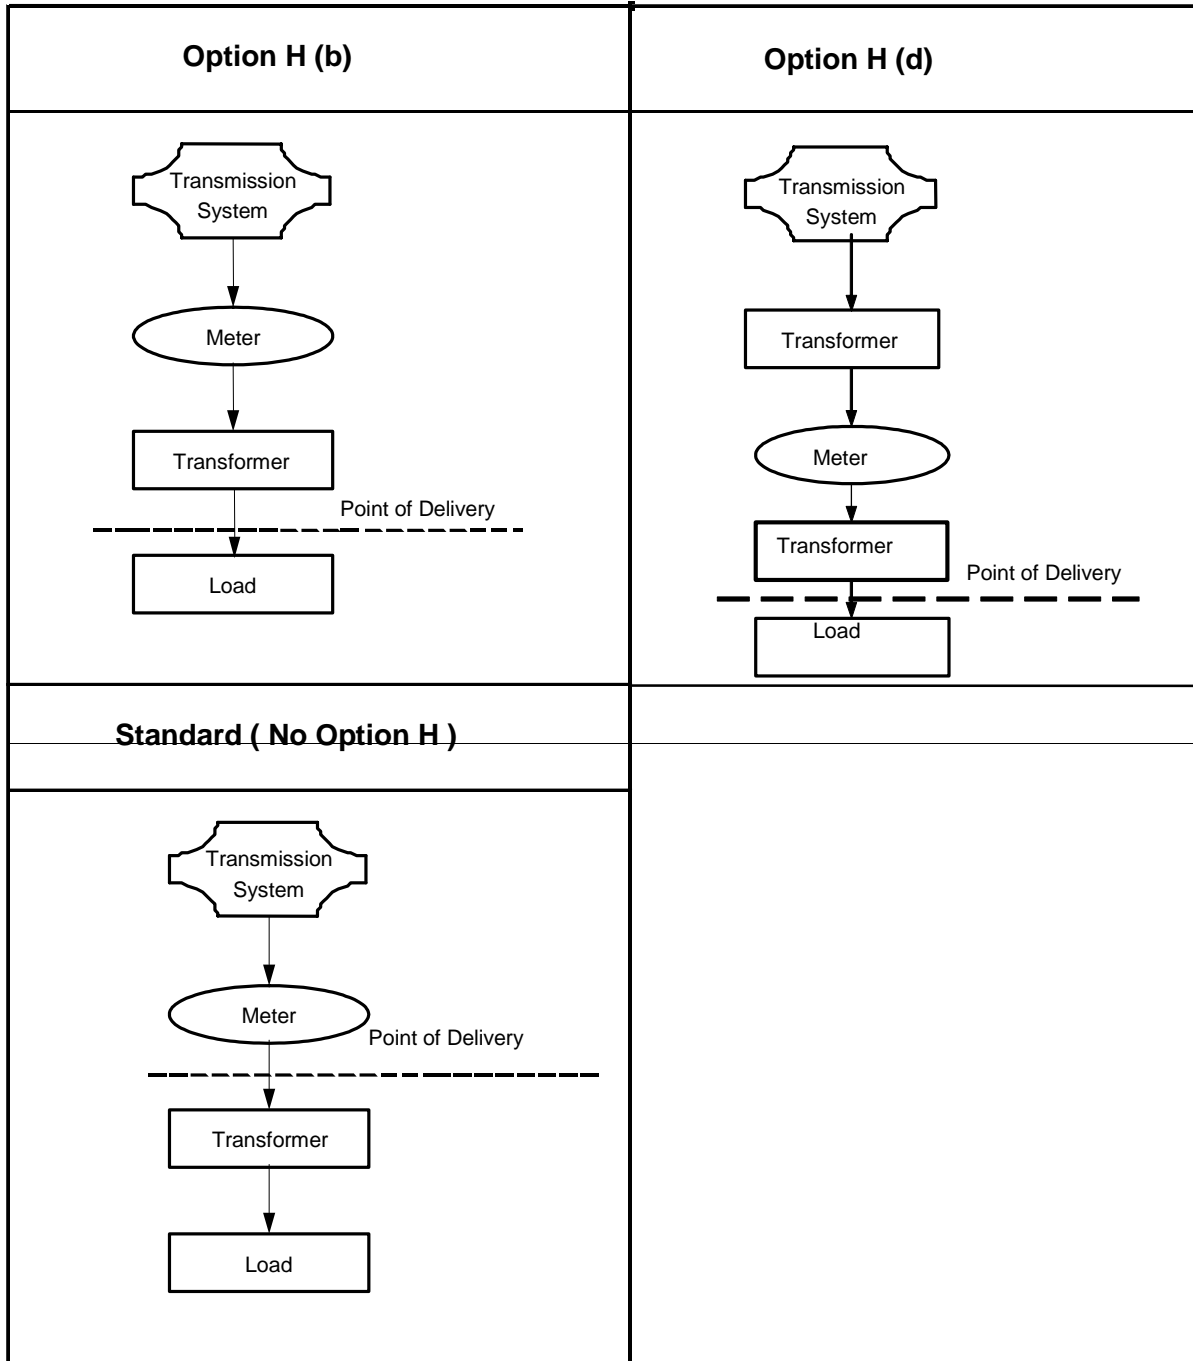 Option H (b)
Transmission
System
Meter
Transformer
Point of Delivery
Load
Option H (d)
Transmission
System
Transformer
Meter
Transformer
Point of Delivery
Load
Standard ( No Option H )
Transmission
System
Meter
Point of Delivery
Transformer
Load